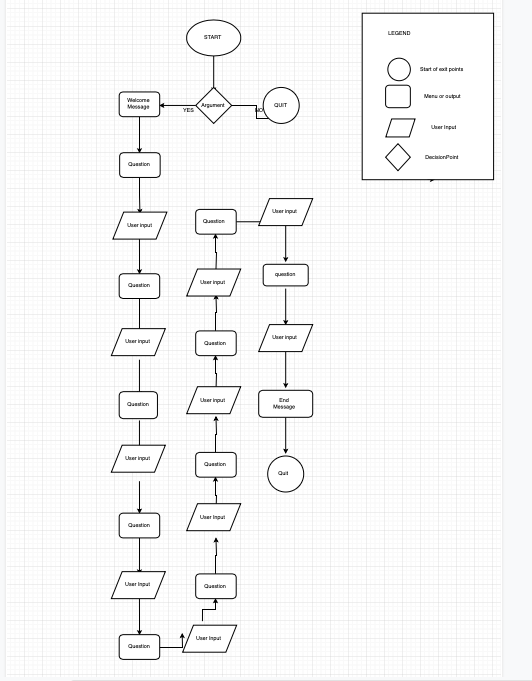 START
LEGEND
Start of exit points
Menu or output
User Input
DecisionPoint
Welcome
Message
YES
Argument
NO
QUIT
Question
User input
Question
User input
Question
User input
Question
User Input
Question
User Input
Question
User Input
Question
User input
Question
User input
Question
User input
question
User input
End
Message
Quit